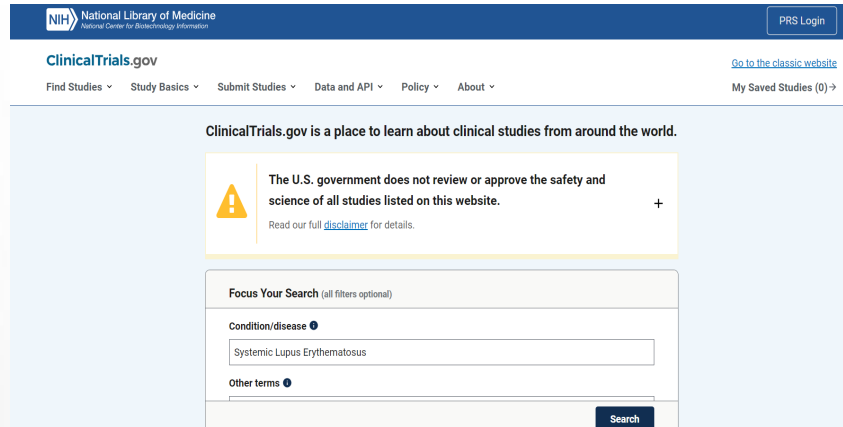 NIH National Library of Medicine
National Center for Biotechnology Information
PRS Login
ClinicalTrials.gov
Go to the classic website
Find Studies Study Basics Submit Studies Data and API Policy About
My Saved Studies (0)→
ClinicalTrials.gov is a place to learn about clinical studies from around the world.
The U.S. government does not review or approve the safety and
science of all studies listed on this website.
Read our full disclaimer for details.
Focus Your Search (all filters optional)
Condition/disease
Systemic Lupus Erythematosus
Other terms
Search